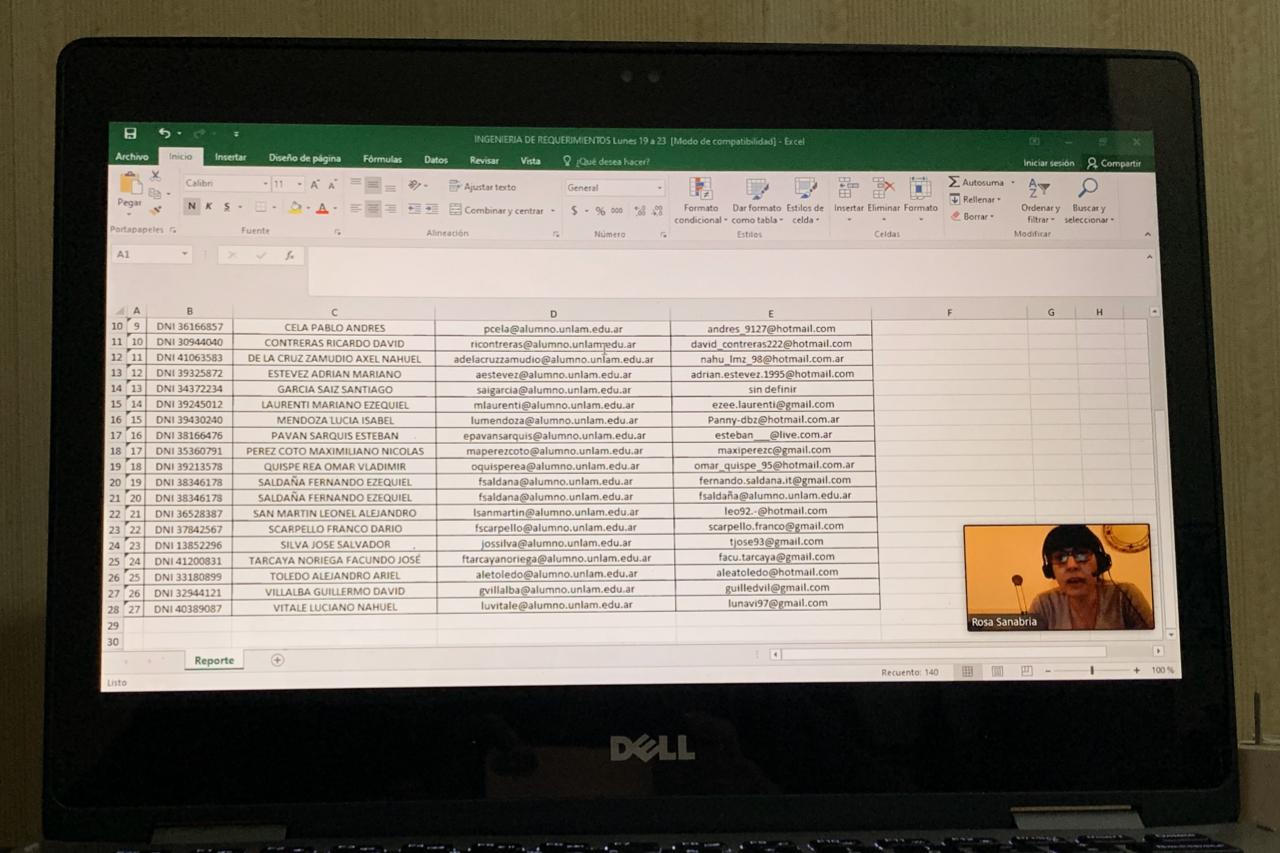 INGENIERIA DE REQUERIMIENTOS Lunes 19 a 23 [Modo de compatibilidad] - Excel
Archivo Inicio Insertar Diseño de página Fórmulas Datos Revisar Vista ¿Qué desea hacer? Iniciar sesión Compartir
Calibri 11 Ajustar texto General Autosuma
Pegar N K S Combinar y centrar $ % 000 Formato condicional Dar formato como tabla Estilos de celda Insertar Eliminar Formato Rellenar Borrar Ordenar y filtrar Buscar y seleccionar
Portapapeles Fuente Alineación Número Estilos Celdas Modificar
A1 fx
A B C D E F G H
10 9 DNI 36166857 CELA PABLO ANDRES pcela@alumno.unlam.edu.ar andres_9127@hotmail.com
11 10 DNI 30944040 CONTRERAS RICARDO DAVID ricontreras@alumno.unlam.edu.ar david_contreras222@hotmail.com
12 11 DNI 41063583 DE LA CRUZ ZAMUDIO AXEL NAHUEL adelacruzzamudio@alumno.unlam.edu.ar nahu_lmz_98@hotmail.com.ar
13 12 DNI 39325872 ESTEVEZ ADRIAN MARIANO aestevez@alumno.unlam.edu.ar adrian.estevez.1995@hotmail.com
14 13 DNI 34372234 GARCIA SAIZ SANTIAGO saigarcia@alumno.unlam.edu.ar sin definir
15 14 DNI 39245012 LAURENTI MARIANO EZEQUIEL mlaurenti@alumno.unlam.edu.ar ezee.laurenti@gmail.com
16 15 DNI 39430240 MENDOZA LUCIA ISABEL lumendoza@alumno.unlam.edu.ar Panny-dbz@hotmail.com.ar
17 16 DNI 38166476 PAVAN SARQUIS ESTEBAN epavansarquis@alumno.unlam.edu.ar esteban___@live.com.ar
18 17 DNI 35360791 PEREZ COTO MAXIMILIANO NICOLAS maperezcoto@alumno.unlam.edu.ar maxiperezc@gmail.com
19 18 DNI 39213578 QUISPE REA OMAR VLADIMIR oquisperea@alumno.unlam.edu.ar omar_quispe_95@hotmail.com.ar
20 19 DNI 38346178 SALDAÑA FERNANDO EZEQUIEL fsaldana@alumno.unlam.edu.ar fernando.saldana.it@gmail.com
21 20 DNI 38346178 SALDAÑA FERNANDO EZEQUIEL fsaldana@alumno.unlam.edu.ar fsaldaña@alumno.unlam.edu.ar
22 21 DNI 36528387 SAN MARTIN LEONEL ALEJANDRO lsanmartin@alumno.unlam.edu.ar leo92.-@hotmail.com
23 22 DNI 37842567 SCARPELLO FRANCO DARIO fscarpello@alumno.unlam.edu.ar scarpello.franco@gmail.com
24 23 DNI 13852296 SILVA JOSE SALVADOR jossilva@alumno.unlam.edu.ar tjose93@gmail.com
25 24 DNI 41200831 TARCAYA NORIEGA FACUNDO JOSÉ ftarcayanoriega@alumno.unlam.edu.ar facu.tarcaya@gmail.com
26 25 DNI 33180899 TOLEDO ALEJANDRO ARIEL aletoledo@alumno.unlam.edu.ar aleatoledo@hotmail.com
27 26 DNI 32944121 VILLALBA GUILLERMO DAVID gvillalba@alumno.unlam.edu.ar guilledvil@gmail.com
28 27 DNI 40389087 VITALE LUCIANO NAHUEL luvitale@alumno.unlam.edu.ar lunavi97@gmail.com
29
30
Rosa Sanabria
Reporte
Listo Recuento: 140 100 %
DELL